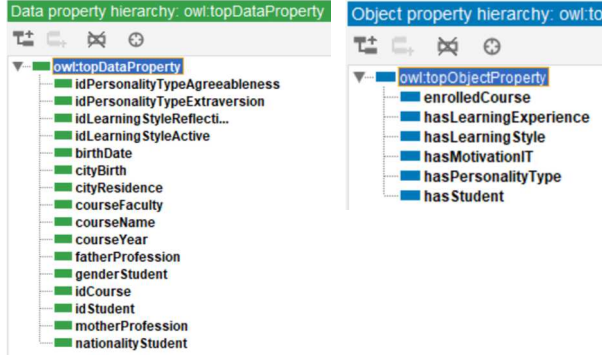 Data property hierarchy: owl:topDataProperty
owl:topDataProperty
idPersonalityTypeAgreeableness
idPersonalityTypeExtraversion
idLearningStyleReflecti...
idLearningStyleActive
birthDate
cityBirth
cityResidence
courseFaculty
courseName
courseYear
fatherProfession
genderStudent
idCourse
idStudent
motherProfession
nationalityStudent
Object property hierarchy: owl:to
owl:topObjectProperty
enrolledCourse
hasLearningExperience
hasLearningStyle
hasMotivationIT
hasPersonalityType
hasStudent